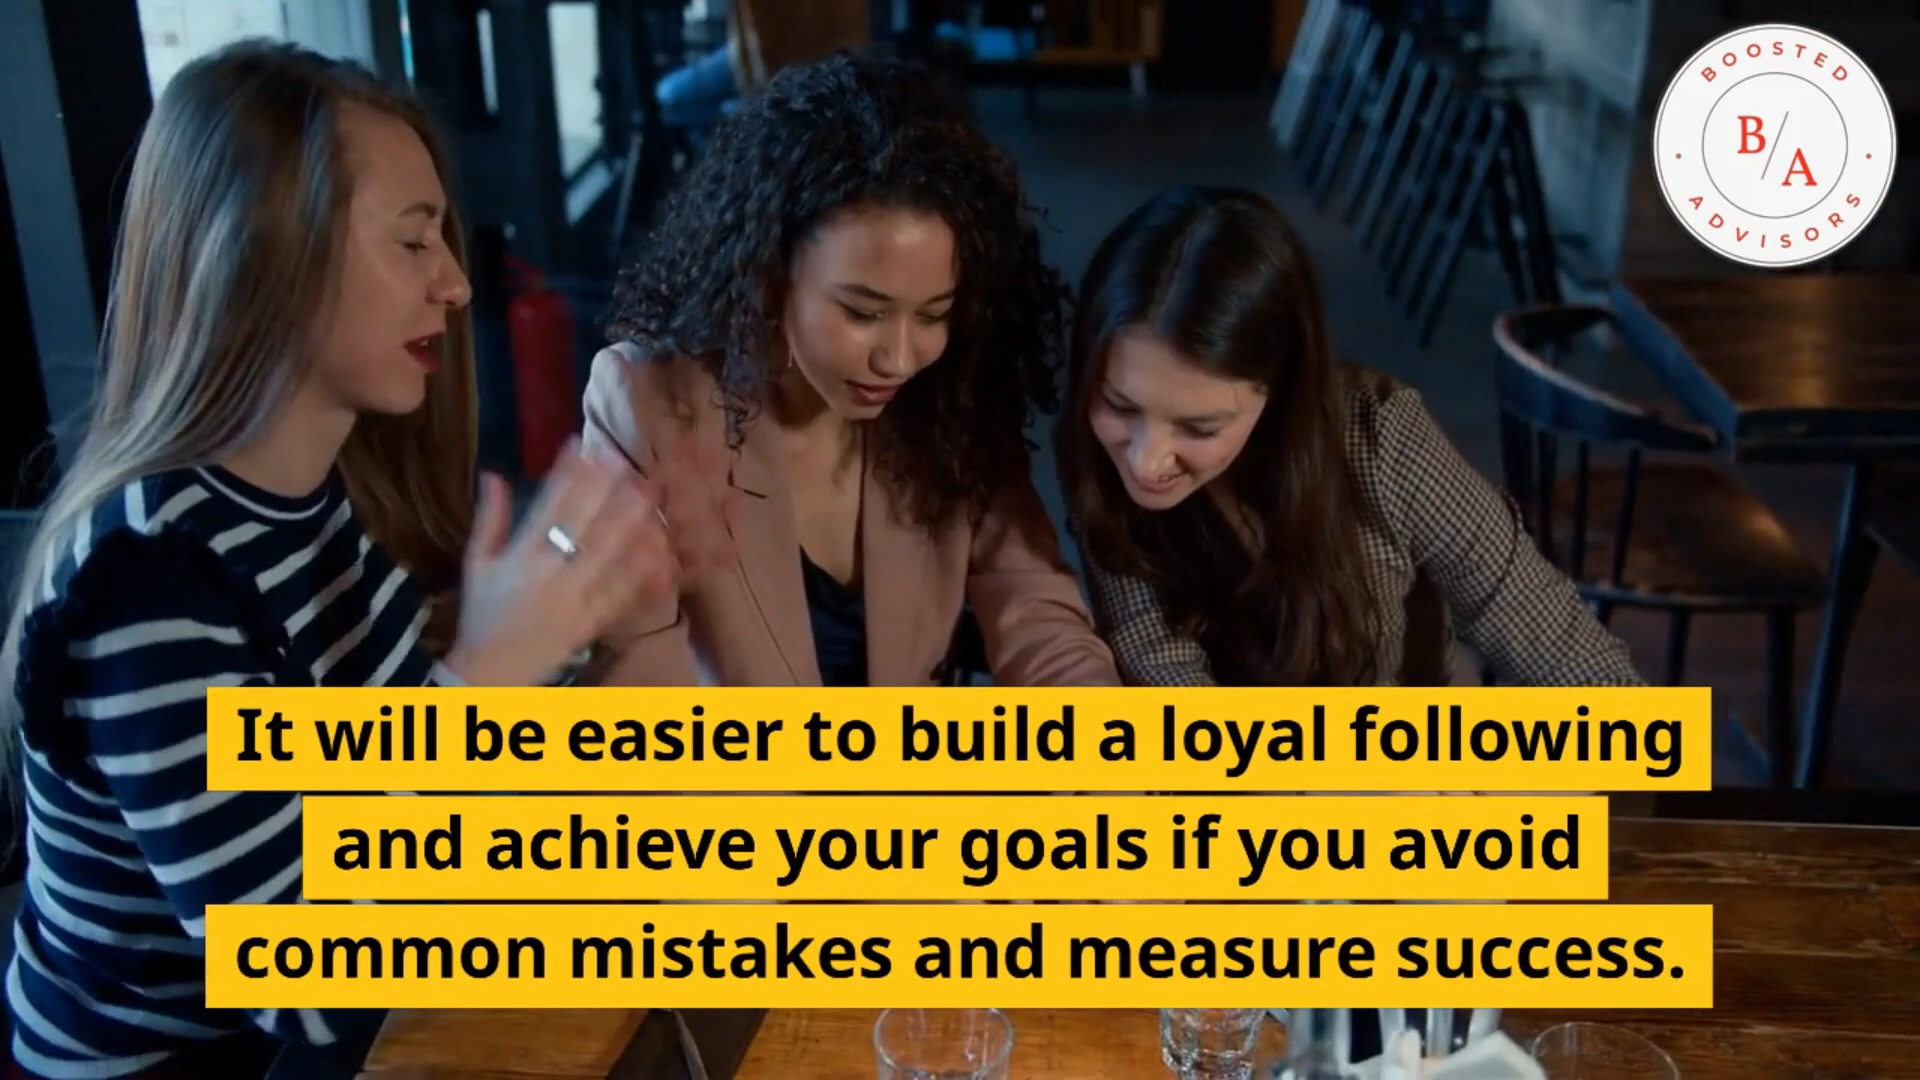 BOOSTED
B/A
ADVISORS
It will be easier to build a loyal following
and achieve your goals if you avoid
common mistakes and measure success.